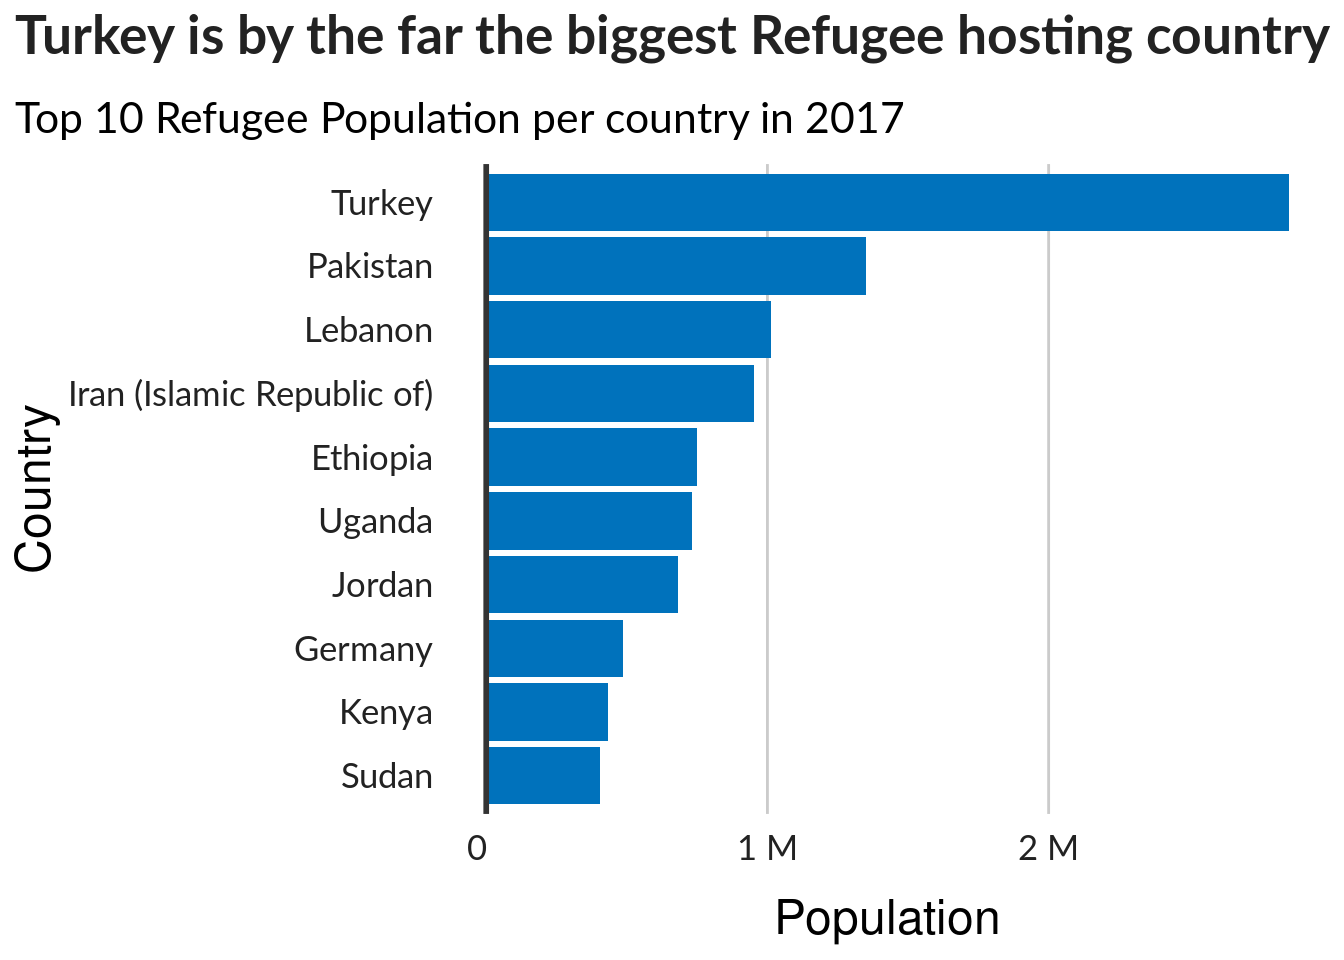 Turkey is by the far the biggest Refugee hosting country
Top 10 Refugee Population per country in 2017
Turkey
Pakistan
Lebanon
Iran (Islamic Republic of)
Ethiopia
Uganda
Jordan
Germany
Kenya
Sudan
Country
0
1 M
2 M
Population